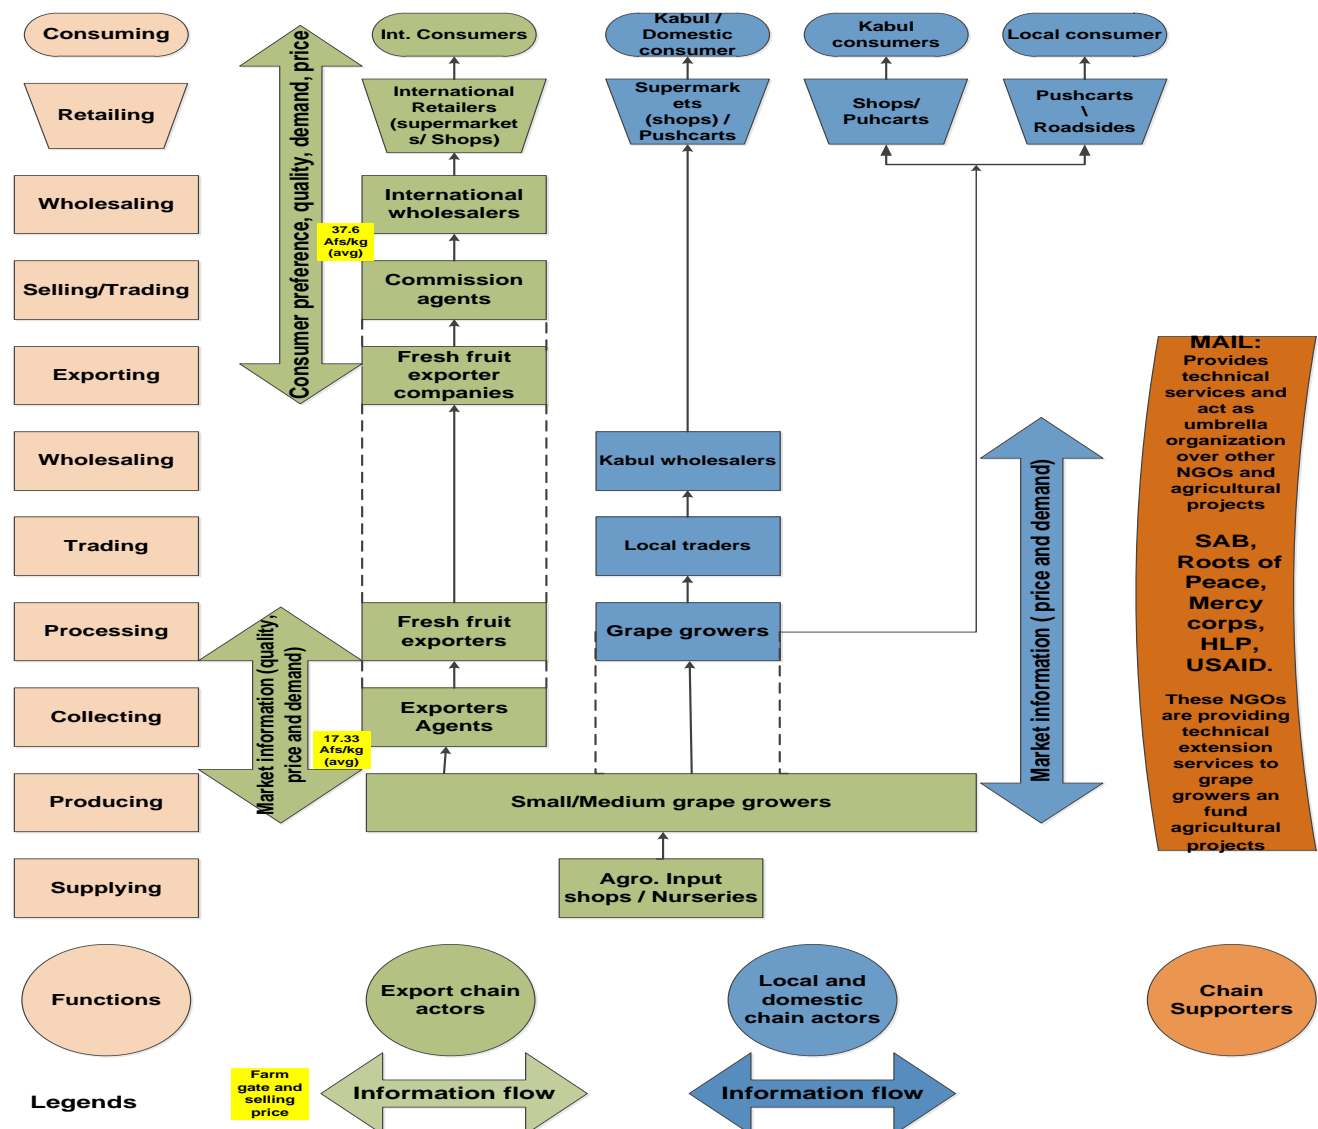 Consuming
Int. Consumers
Kabul /
Domestic
consumer
Kabul
consumers
Local consumer
Retailing
International
Retailers
(supermarket
s/ Shops)
Supermark
ets
(shops) /
Pushcarts
Shops/
Puhcarts
Pushcarts
\
Roadsides
Consumer preference, quality, demand, price
Wholesaling
International
wholesalers
37.6
Afs/kg
(avg)
Selling/Trading
Commission
agents
Exporting
Fresh fruit
exporter
companies
Wholesaling
Kabul wholesalers
Trading
Local traders
Processing
Fresh fruit
exporters
Grape growers
Market information (quality,
price and demand)
Market information ( price and demand)
Collecting
Exporters
Agents
17.33
Afs/kg
(avg)
Producing
Small/Medium grape growers
Supplying
Agro. Input
shops / Nurseries
MAIL:
Provides
technical
services and
act as
umbrella
organization
over other
NGOs and
agricultural
projects
SAB,
Roots of
Peace,
Mercy
corps,
HLP,
USAID.
These NGOs
are providing
technical
extension
services to
grape
growers an
fund
agricultural
projects
Functions
Export chain
actors
Local and
domestic
chain actors
Chain
Supporters
Legends
Farm
gate and
selling
price
Information flow
Information flow